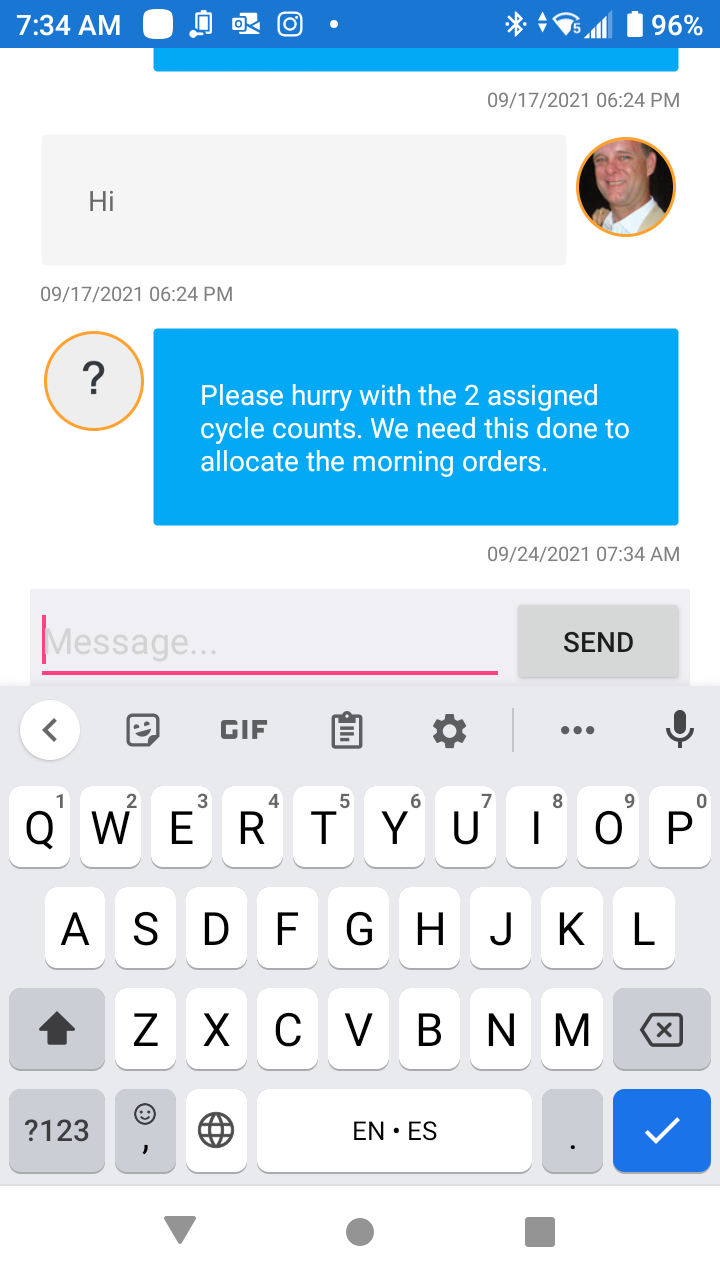 7:34 AM
5
96%
09/17/2021 06:24 PM
Hi
09/17/2021 06:24 PM
?
Please hurry with the 2 assigned
cycle counts. We need this done to
allocate the morning orders.
09/24/2021 07:34 AM
Message...
SEND
GIF
Q1 W2 E3 R4 T5 Y6 U7 I8 O9 P0
A S D F G H J K L
Z X C V B N M
?123 , EN • ES .